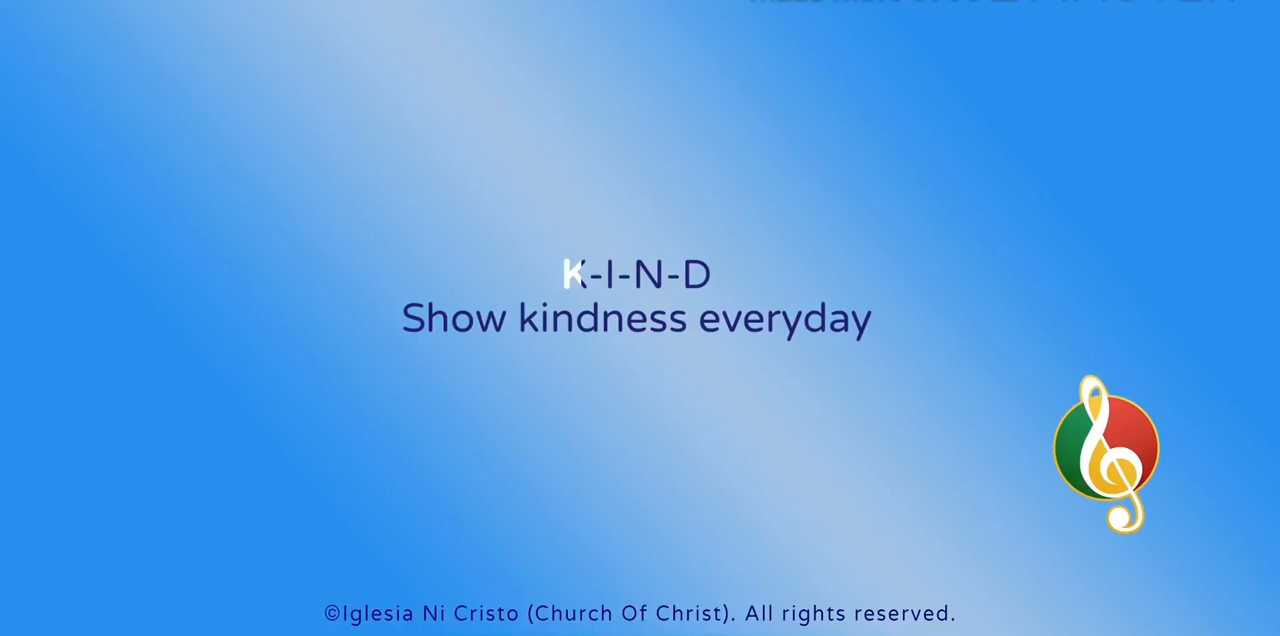 K-I-N-D
Show kindness everyday
©Iglesia Ni Cristo (Church Of Christ). All rights reserved.